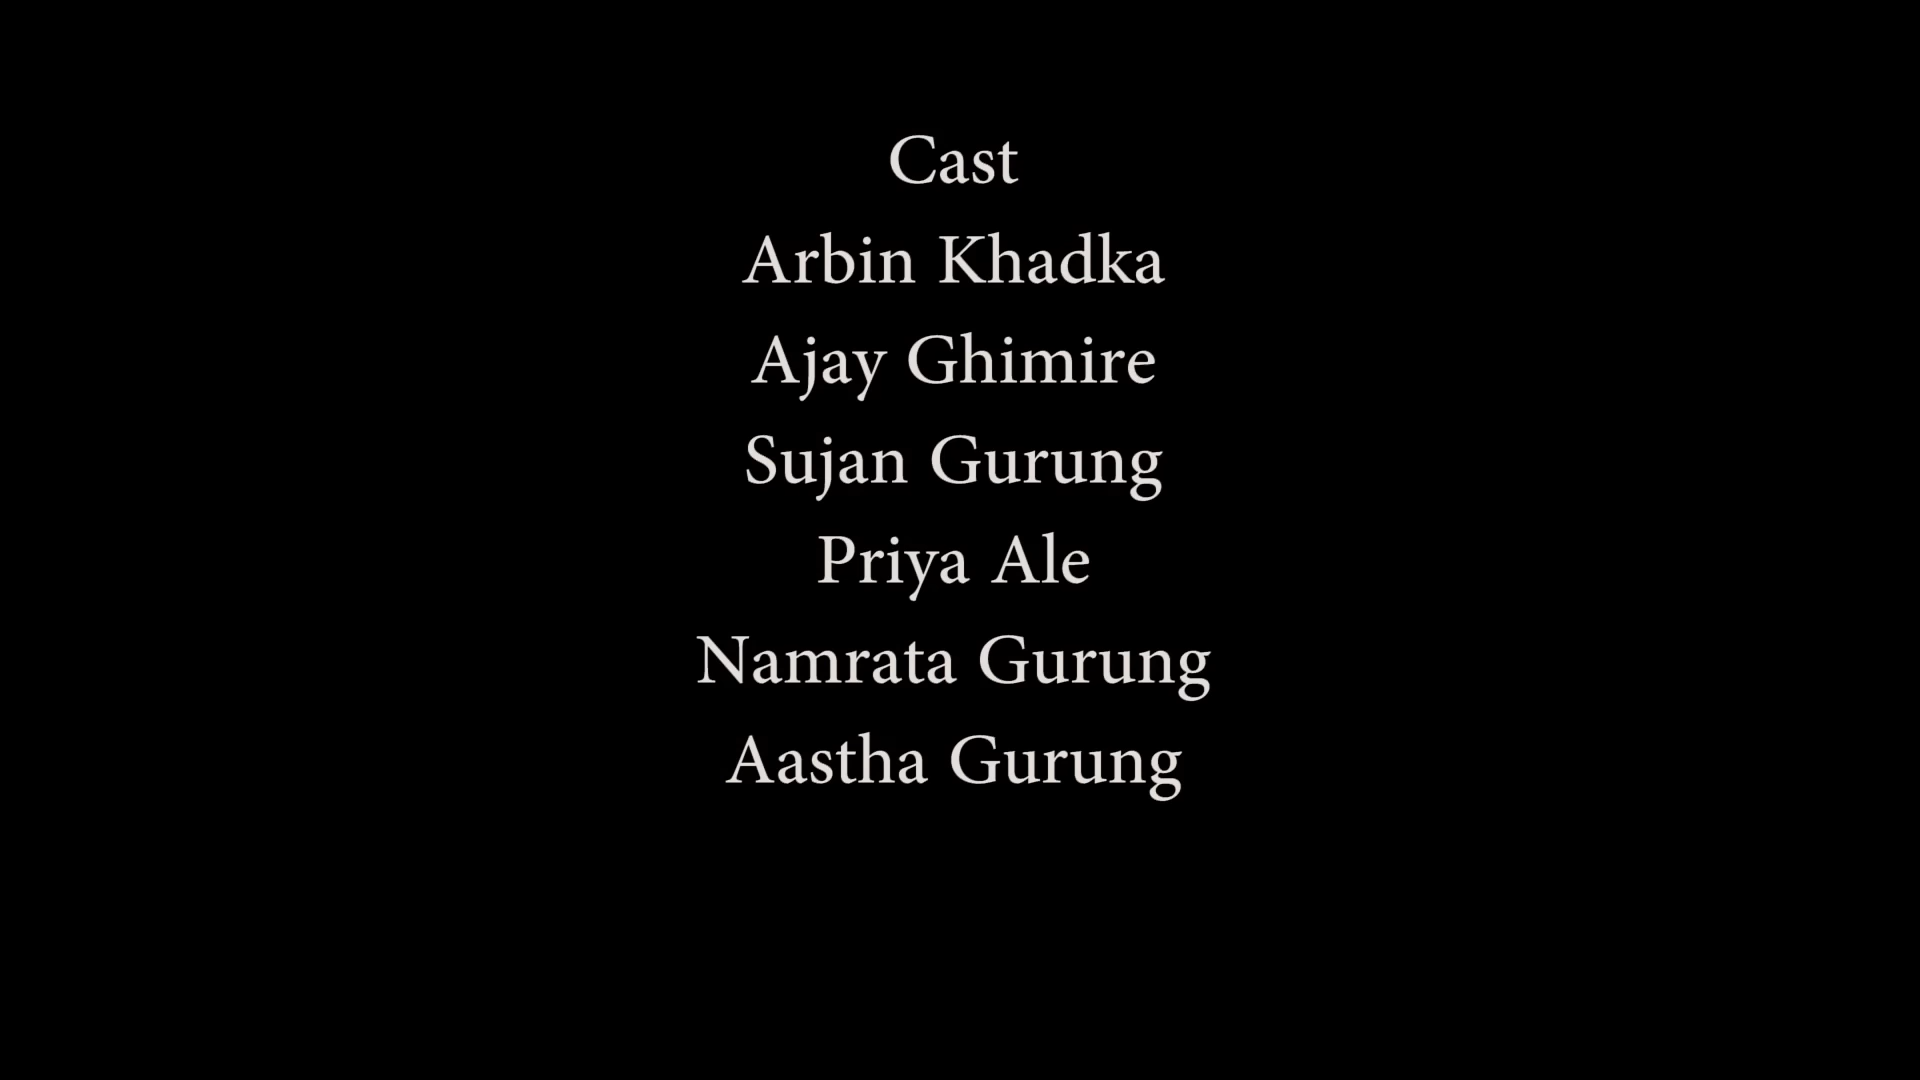 Cast
Arbin Khadka
Ajay Ghimire
Sujan Gurung
Priya Ale
Namrata Gurung
Aastha Gurung